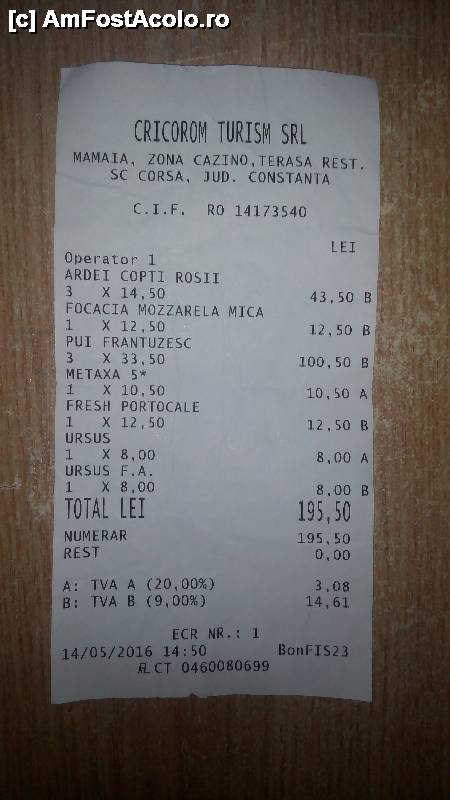 [c] AmFostAcolo.ro
CRICOROM TURISM SRL
MAMAIA, ZONA CAZINO,TERASA REST.
SC CORSA, JUD. CONSTANTA
C.I.F. RO 14173540
LEI
Operator 1
ARDEI COPTI ROSII
3 X 14,50 43,50 B
FOCACIA MOZZARELA MICA
1 X 12,50 12,50 B
PUI FRANTUZESC
3 X 33,50 100,50 B
METAXA 5*
1 X 10,50 10,50 A
FRESH PORTOCALE
1 X 12,50 12,50 B
URSUS
1 X 8,00 8,00 A
URSUS F.A.
1 X 8,00 8,00 B
TOTAL LEI 195,50
NUMERAR 195,50
REST 0,00
A: TVA A (20,00%) 3,08
B: TVA B (9,00%) 14,61
ECR NR.: 1
14/05/2016 14:50 BonFIS23
CT 0460080699